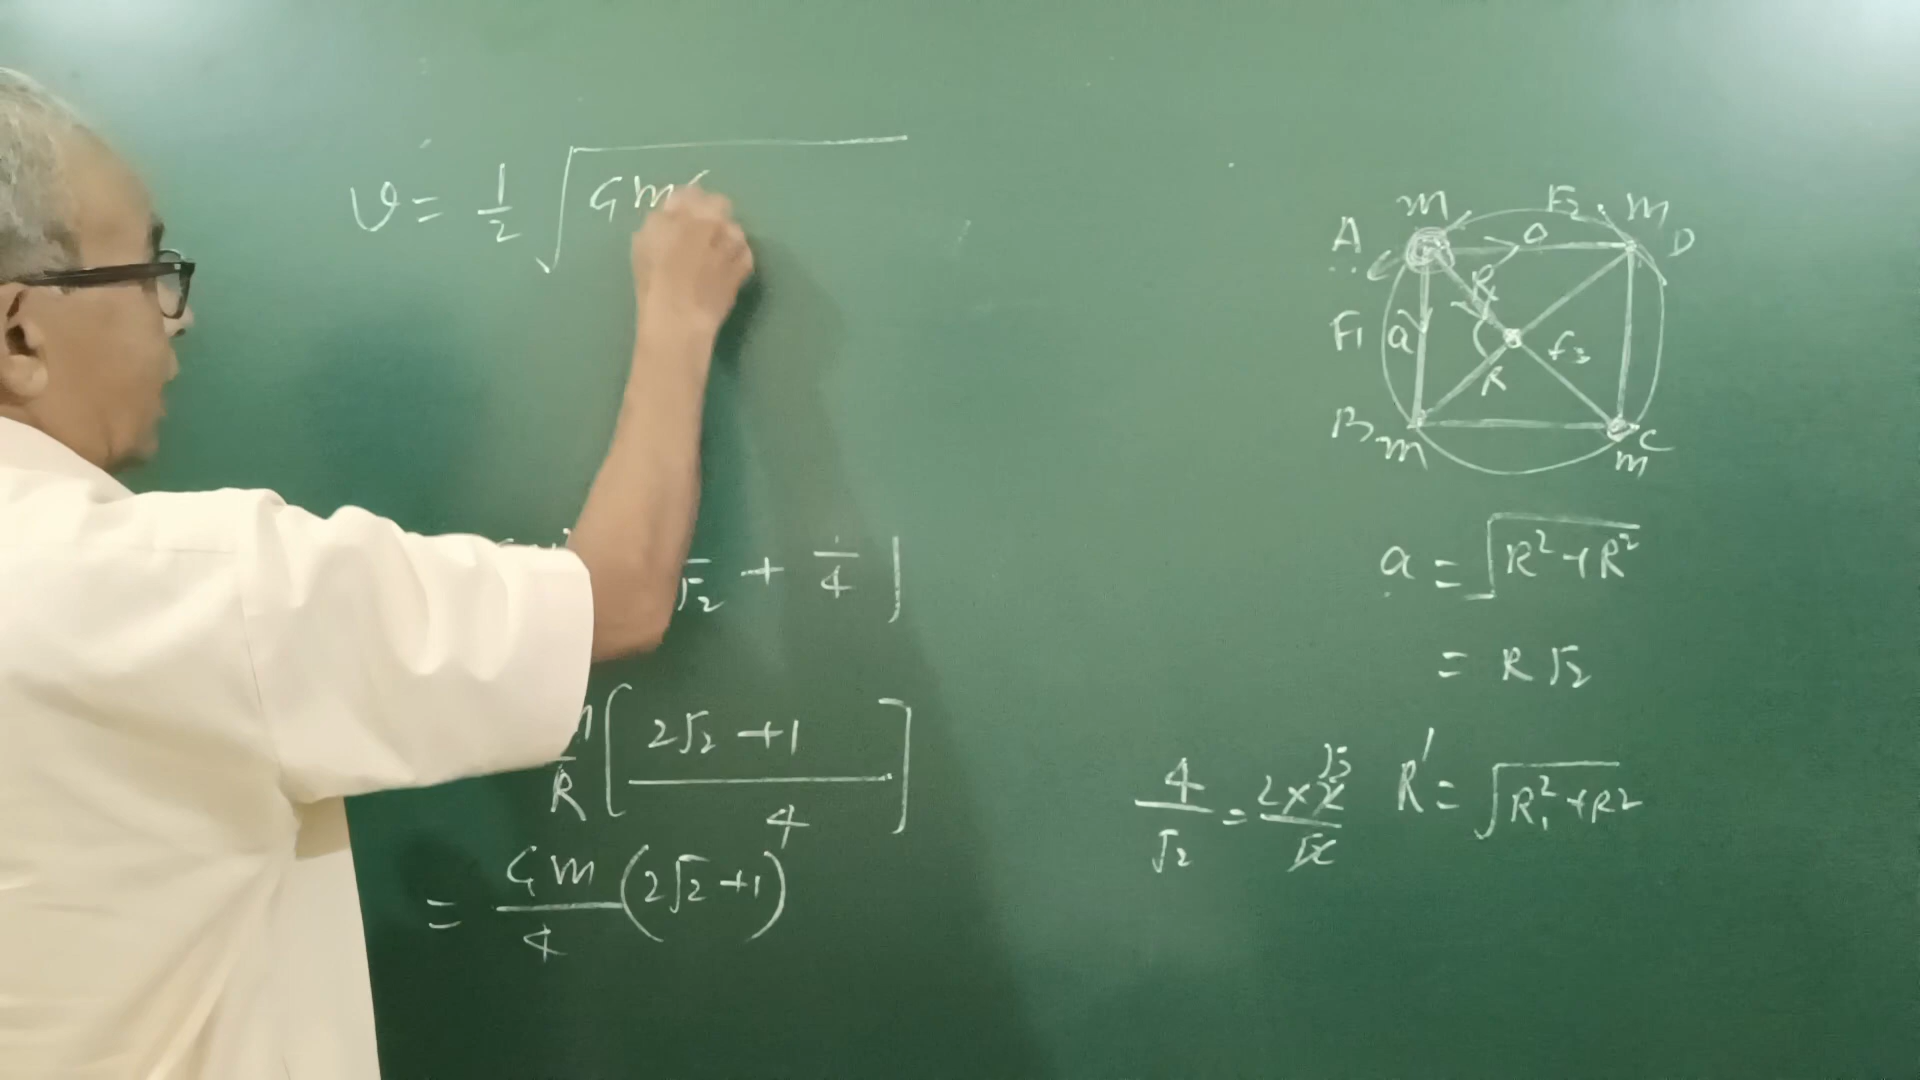 v = 1/2 √ Gm(
√2 + 1/4 ]
R [ 2√2 + 1 / 4 ]
= Gm/4 (2√2 + 1)
m F2 m
A D
F1 a R f3
R
B m m C
a = √R² + R²
= R √2
4/√2 = 2 × 2/√2 R' = √R₁² + R2